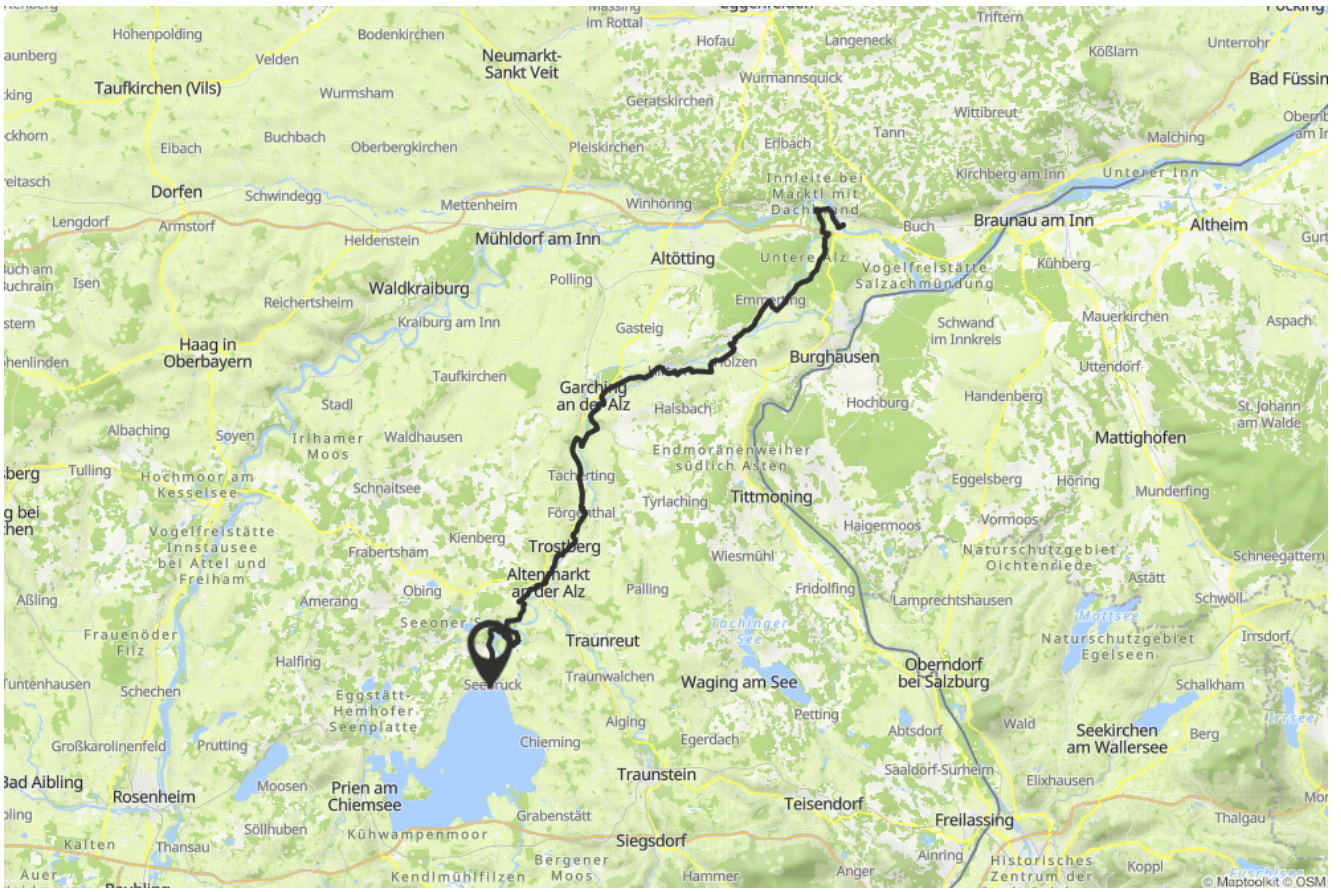 Massing
im Rottal
Eggenfelden
Triftern
Pocking
Hohenpolding
Bodenkirchen
Hofau
Langeneck
Unterrohr
Velden
Neumarkt-
Sankt Veit
Kößlarn
Taufkirchen (Vils)
Wurmannsquick
Bad Füssin
Wurmsham
Geratskirchen
Wittibreut
Tann
Malching
Buchbach
Oberbergkirchen
Pleiskirchen
Erlbach
Eibach
Kirchberg am Inn
Unterer Inn
Innleite bei
Marktl mit
Dorfen
Schwindegg
Mettenheim
Winhöring
Lengdorf
Armstorf
Heldenstein
Mühldorf am Inn
Buch
Braunau am Inn
Altheim
Altötting
Untere Alz
Vogelfreistätte
Salzachmündung
Kühberg
Isen
Waldkraiburg
Polling
Reichertsheim
Emmerting
Kraiburg am Inn
Gasteig
Schwand
im Innkreis
Mauerkirchen
Aspach
Haag in
Oberbayern
Burghausen
Uttendorf
Taufkirchen
Garching
an der Alz
Halsbach
Hochburg
Handenberg
St. Johann
am Walde
Stadl
Albaching
Soyen
Irlhamer
Moos
Waldhausen
Endmoränenweiher
südlich Asten
Mattighofen
Tulling
Hochmoor am
Kesselsee
Schnaitsee
Tacherting
Tyrlaching
Tittmoning
Eggelsberg
Höring
Munderfing
Vogelfreistätte
Innstausee
bei Attel und
Freiham
Förgenthal
Haigermoos
Vormoos
Kienberg
Trostberg
Frabertsham
Wiesmühl
Naturschutzgebiet
Oichtenriede
Schneegattern
Altenmarkt
an der Alz
Astätt
Aßling
Obing
Palling
Fridolfing
Lamprechtshausen
Schwöll
Amerang
Seeoner
Tachinger
See
Mattsee
Frauenöder
Filz
Traunreut
Naturschutzgebiet
Egelseen
Irrsdorf
Halfing
Oberndorf
bei Salzburg
Tuntenhausen
Schechen
Eggstätt-
Hemhofer
Seenplatte
Seebruck
Traunwalchen
Waging am See
Schalkham
Petting
Irrsee
Großkarolinenfeld
Prutting
Chieming
Aiging
Egerdach
Abtsdorf
Wald
Seekirchen
am Wallersee
Berg
Bad Aibling
Rosenheim
Moosen
Prien am
Chiemsee
Traunstein
Saaldorf-Surheim
Elixhausen
Teisendorf
Söllhuben
Kühwampenmoor
Grabenstätt
Freilassing
Thalgau
Kalten
Thansau
Siegsdorf
Bergener
Moos
Ainring
Historisches
Zentrum der
Koppl
Auer
Kendlmühlfilzen
Hammer
Anger
Fuschlsee
© Maptoolkit © OSM